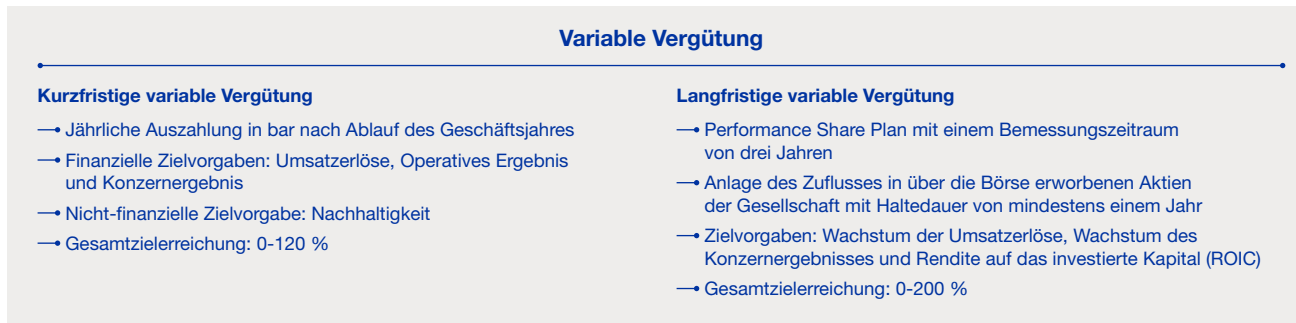 Variable Vergütung
Kurzfristige variable Vergütung
Jährliche Auszahlung in bar nach Ablauf des Geschäftsjahres
Finanzielle Zielvorgaben: Umsatzerlöse, Operatives Ergebnis
und Konzernergebnis
Nicht-finanzielle Zielvorgabe: Nachhaltigkeit
Gesamtzielerreichung: 0-120 %
Langfristige variable Vergütung
Performance Share Plan mit einem Bemessungszeitraum
von drei Jahren
Anlage des Zuflusses in über die Börse erworbenen Aktien
der Gesellschaft mit Haltedauer von mindestens einem Jahr
Zielvorgaben: Wachstum der Umsatzerlöse, Wachstum des
Konzernergebnisses und Rendite auf das investierte Kapital (ROIC)
Gesamtzielerreichung: 0-200 %